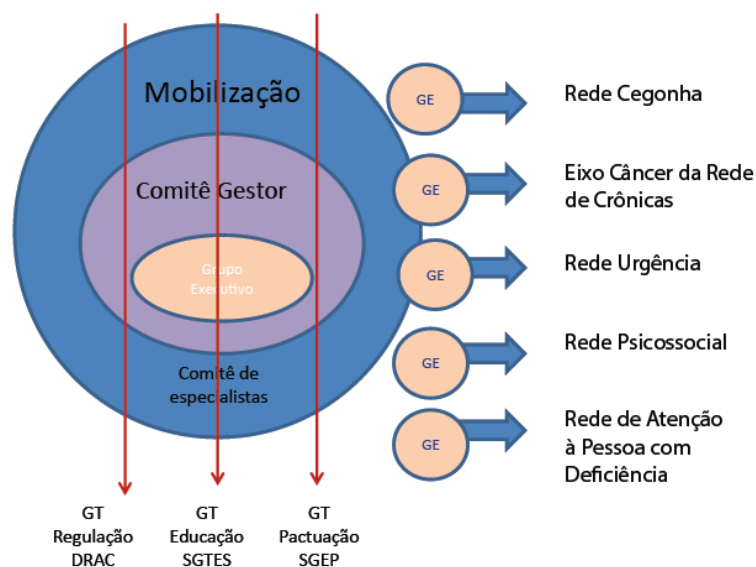 Mobilização
Comitê Gestor
Grupo
Executivo
Comitê de
especialistas
GE
Rede Cegonha
GE
Eixo Câncer da Rede
de Crônicas
GE
Rede Urgência
GE
Rede Psicossocial
GE
Rede de Atenção
à Pessoa com
Deficiência
GT
Regulação
DRAC
GT
Educação
SGTES
GT
Pactuação
SGEP